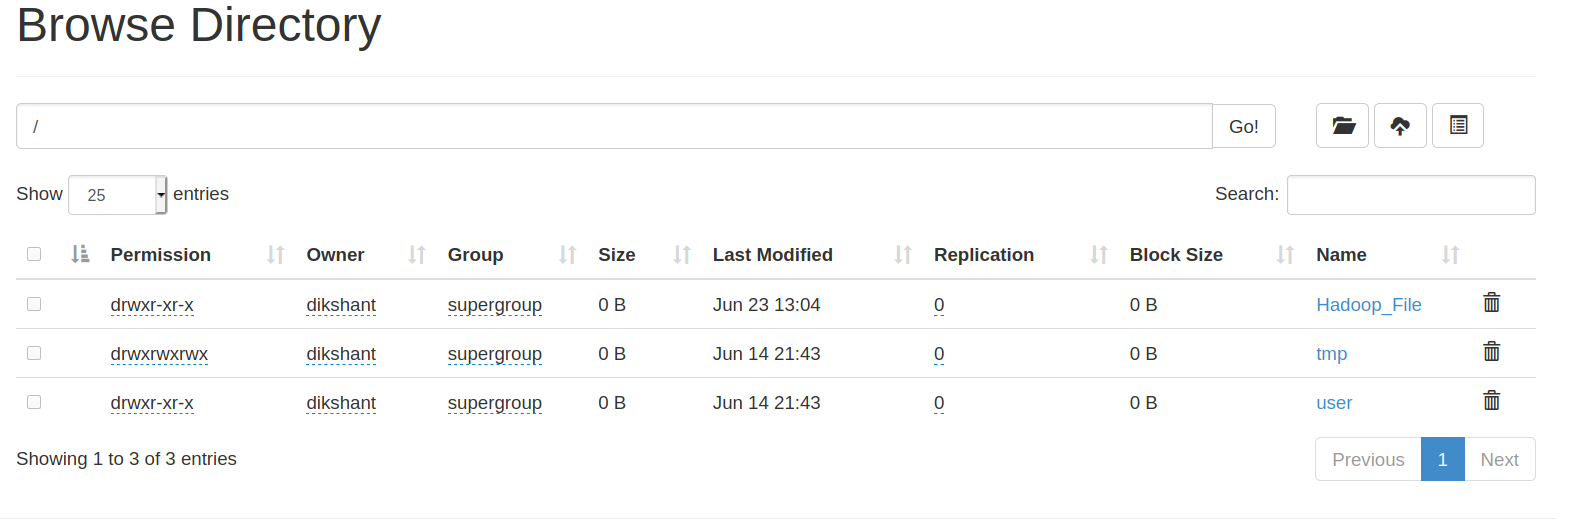 Browse Directory
/ Go!
Show 25 entries Search:
Permission Owner Group Size Last Modified Replication Block Size Name
drwxr-xr-x dikshant supergroup 0 B Jun 23 13:04 0 0 B Hadoop_File
drwxrwxrwx dikshant supergroup 0 B Jun 14 21:43 0 0 B tmp
drwxr-xr-x dikshant supergroup 0 B Jun 14 21:43 0 0 B user
Showing 1 to 3 of 3 entries Previous 1 Next